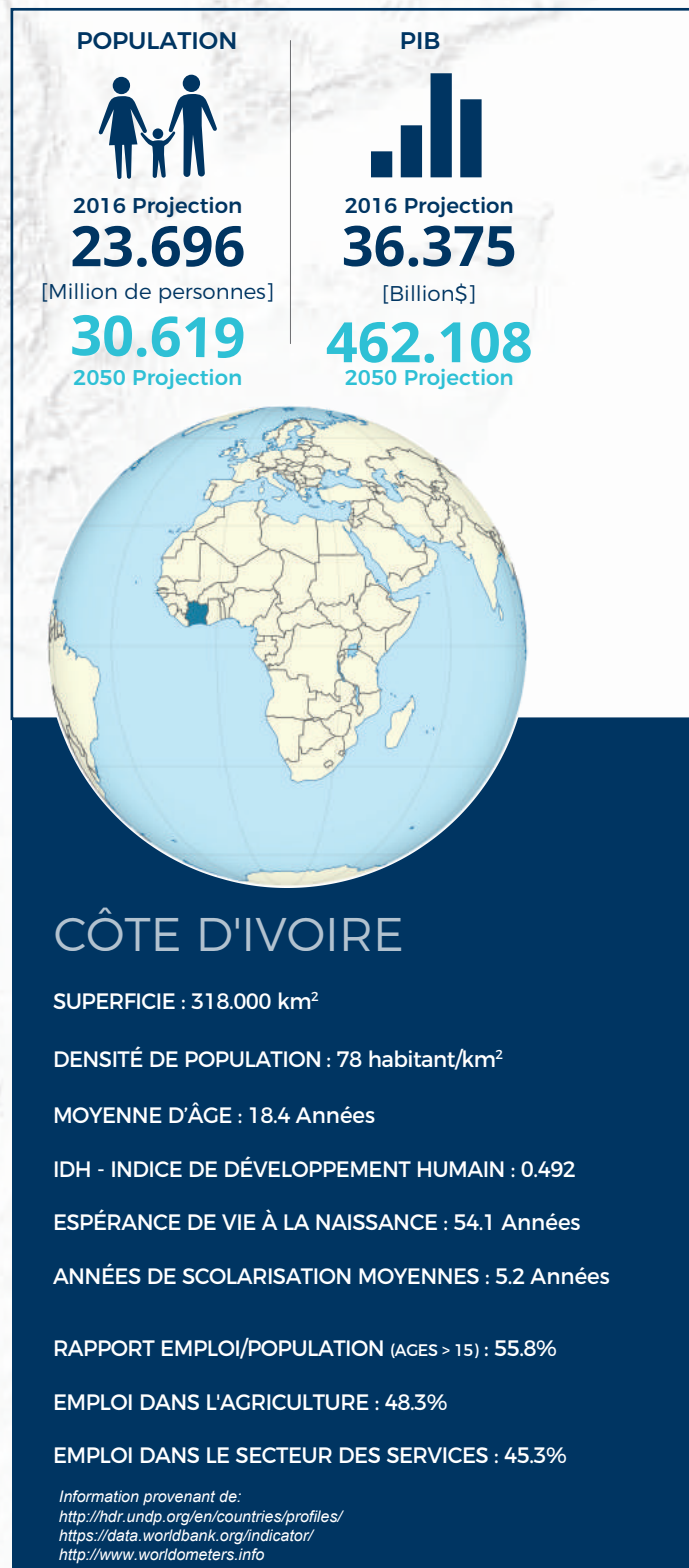 POPULATION
2016 Projection
23.696
[Million de personnes]
30.619
2050 Projection
PIB
2016 Projection
36.375
[Billion$]
462.108
2050 Projection
CÔTE D'IVOIRE
SUPERFICIE : 318.000 km²
DENSITÉ DE POPULATION : 78 habitant/km²
MOYENNE D’ÂGE : 18.4 Années
IDH - INDICE DE DÉVELOPPEMENT HUMAIN : 0.492
ESPÉRANCE DE VIE À LA NAISSANCE : 54.1 Années
ANNÉES DE SCOLARISATION MOYENNES : 5.2 Années
RAPPORT EMPLOI/POPULATION (AGES > 15) : 55.8%
EMPLOI DANS L'AGRICULTURE : 48.3%
EMPLOI DANS LE SECTEUR DES SERVICES : 45.3%
Information provenant de:
http://hdr.undp.org/en/countries/profiles/
https://data.worldbank.org/indicator/
http://www.worldometers.info